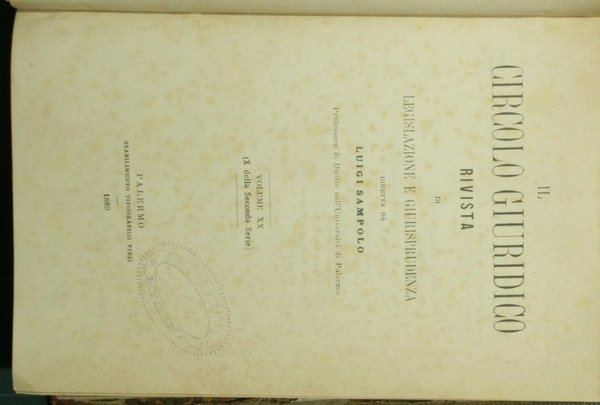 IL
CIRCOLO GIURIDICO
RIVISTA
DI
LEGISLAZIONE E GIURISPRUDENZA
DIRETTA DA
LUIGI SAMPOLO
Professore di Diritto nell'Università di Palermo
VOLUME XX
(X della Seconda Serie)
PALERMO
STABILIMENTO TIPOGRAFICO VIRZÌ
1889